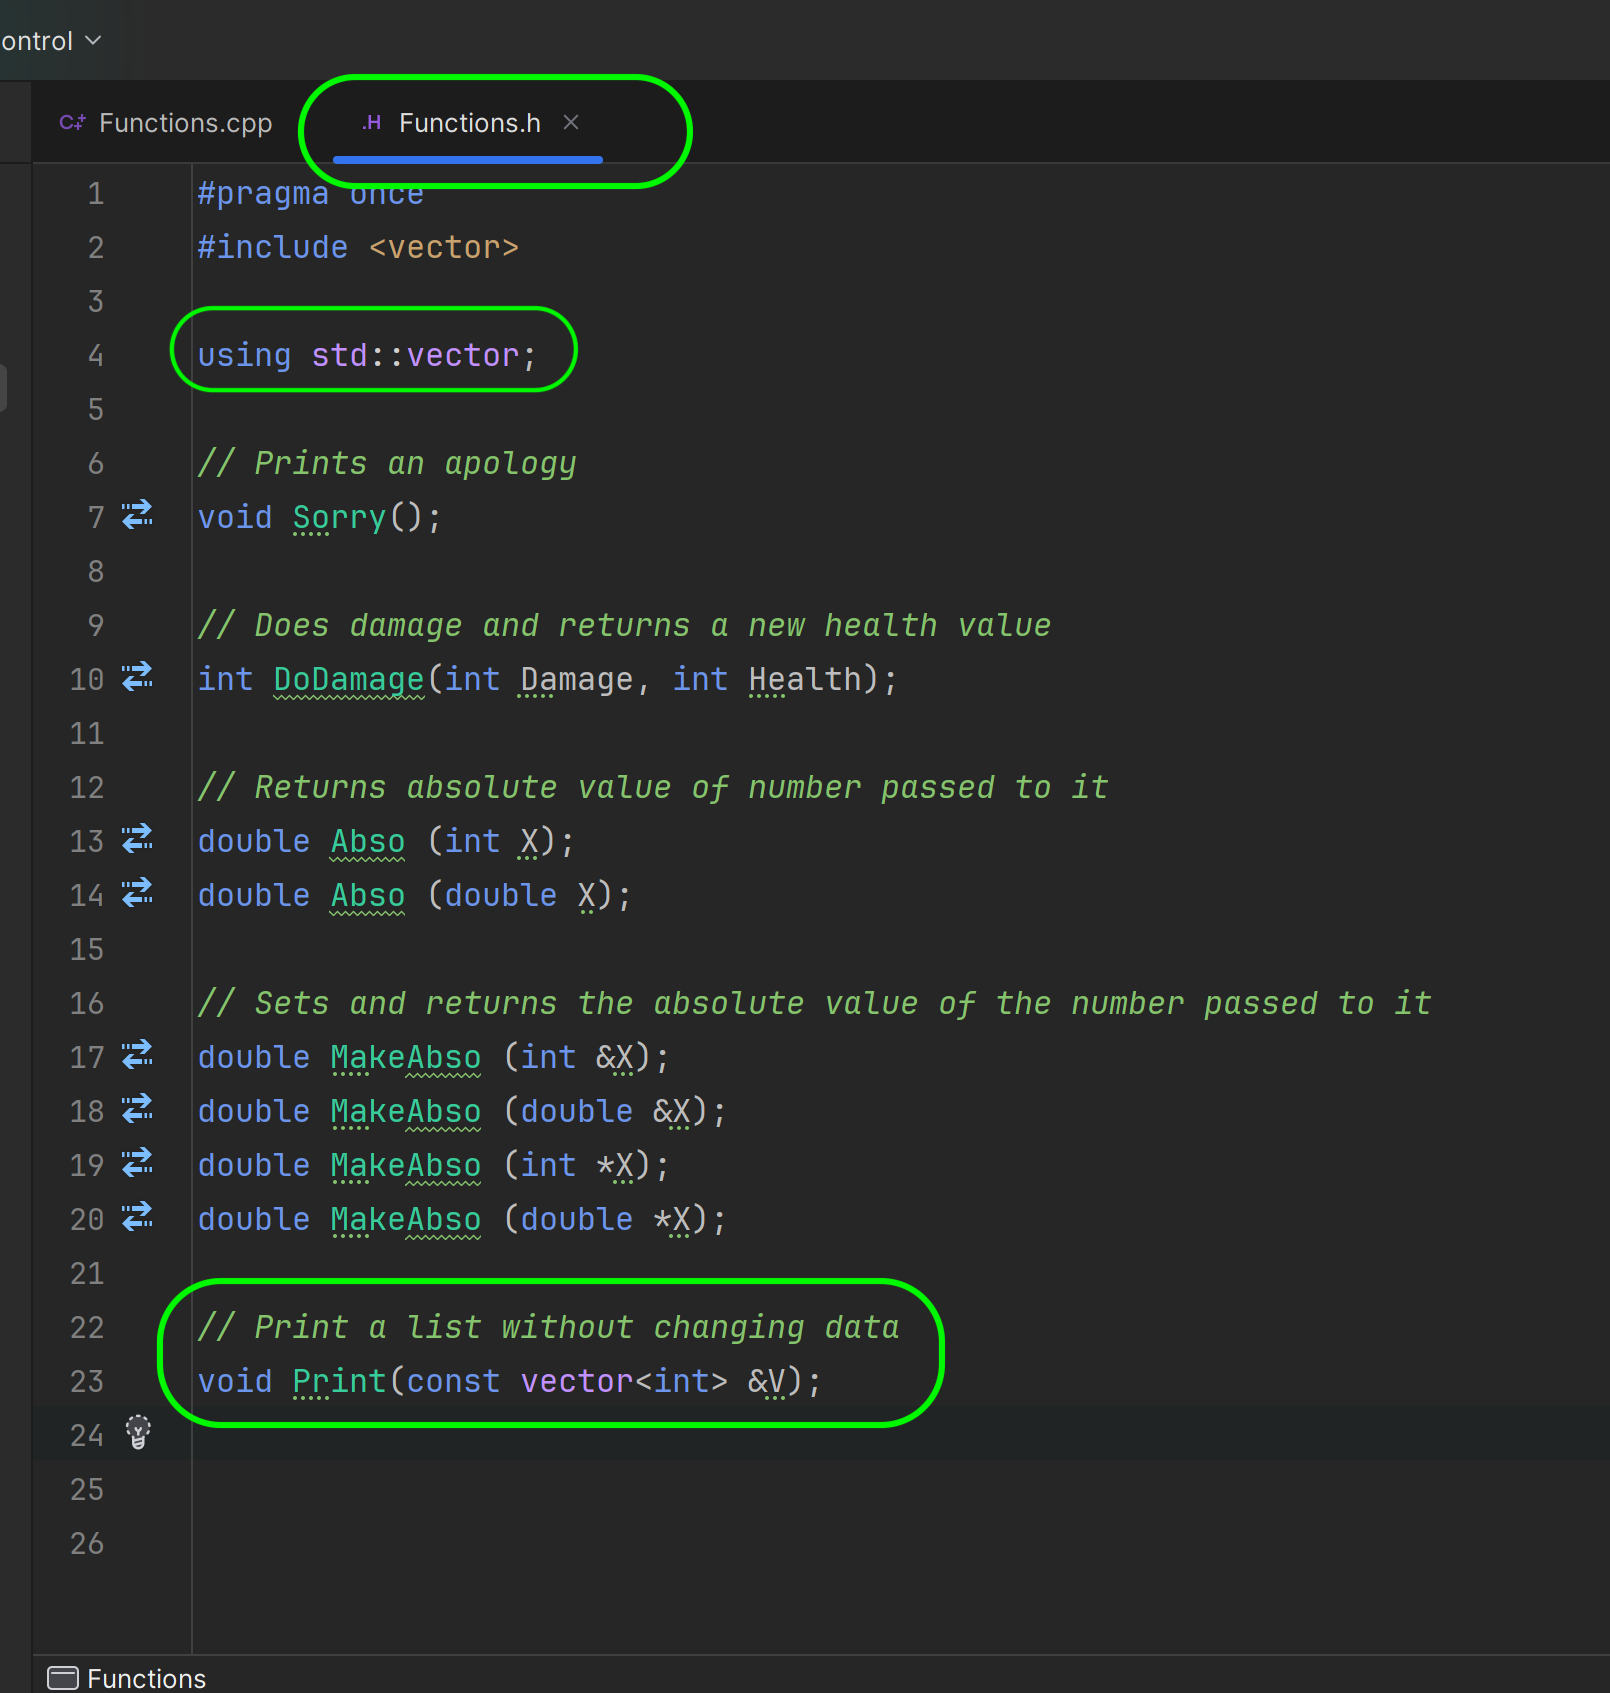 ontrol
C++ Functions.cpp .H Functions.h
1 #pragma once
2 #include <vector>
3
4 using std::vector;
5
6 // Prints an apology
7 void Sorry();
8
9 // Does damage and returns a new health value
10 int DoDamage(int Damage, int Health);
11
12 // Returns absolute value of number passed to it
13 double Abso (int X);
14 double Abso (double X);
15
16 // Sets and returns the absolute value of the number passed to it
17 double MakeAbso (int &X);
18 double MakeAbso (double &X);
19 double MakeAbso (int *X);
20 double MakeAbso (double *X);
21
22 // Print a list without changing data
23 void Print(const vector<int> &V);
24
25
26
Functions